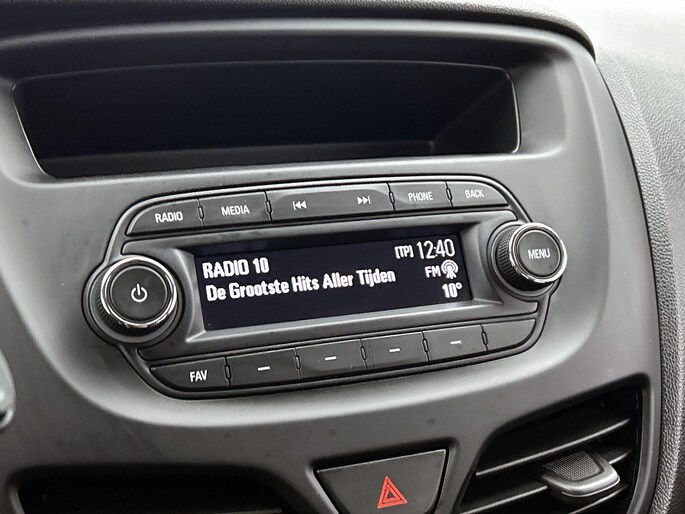 RADIO MEDIA PHONE BACK
RADIO 10 [TP] 12:40
De Grootste Hits Aller Tijden FM
10°
MENU
FAV